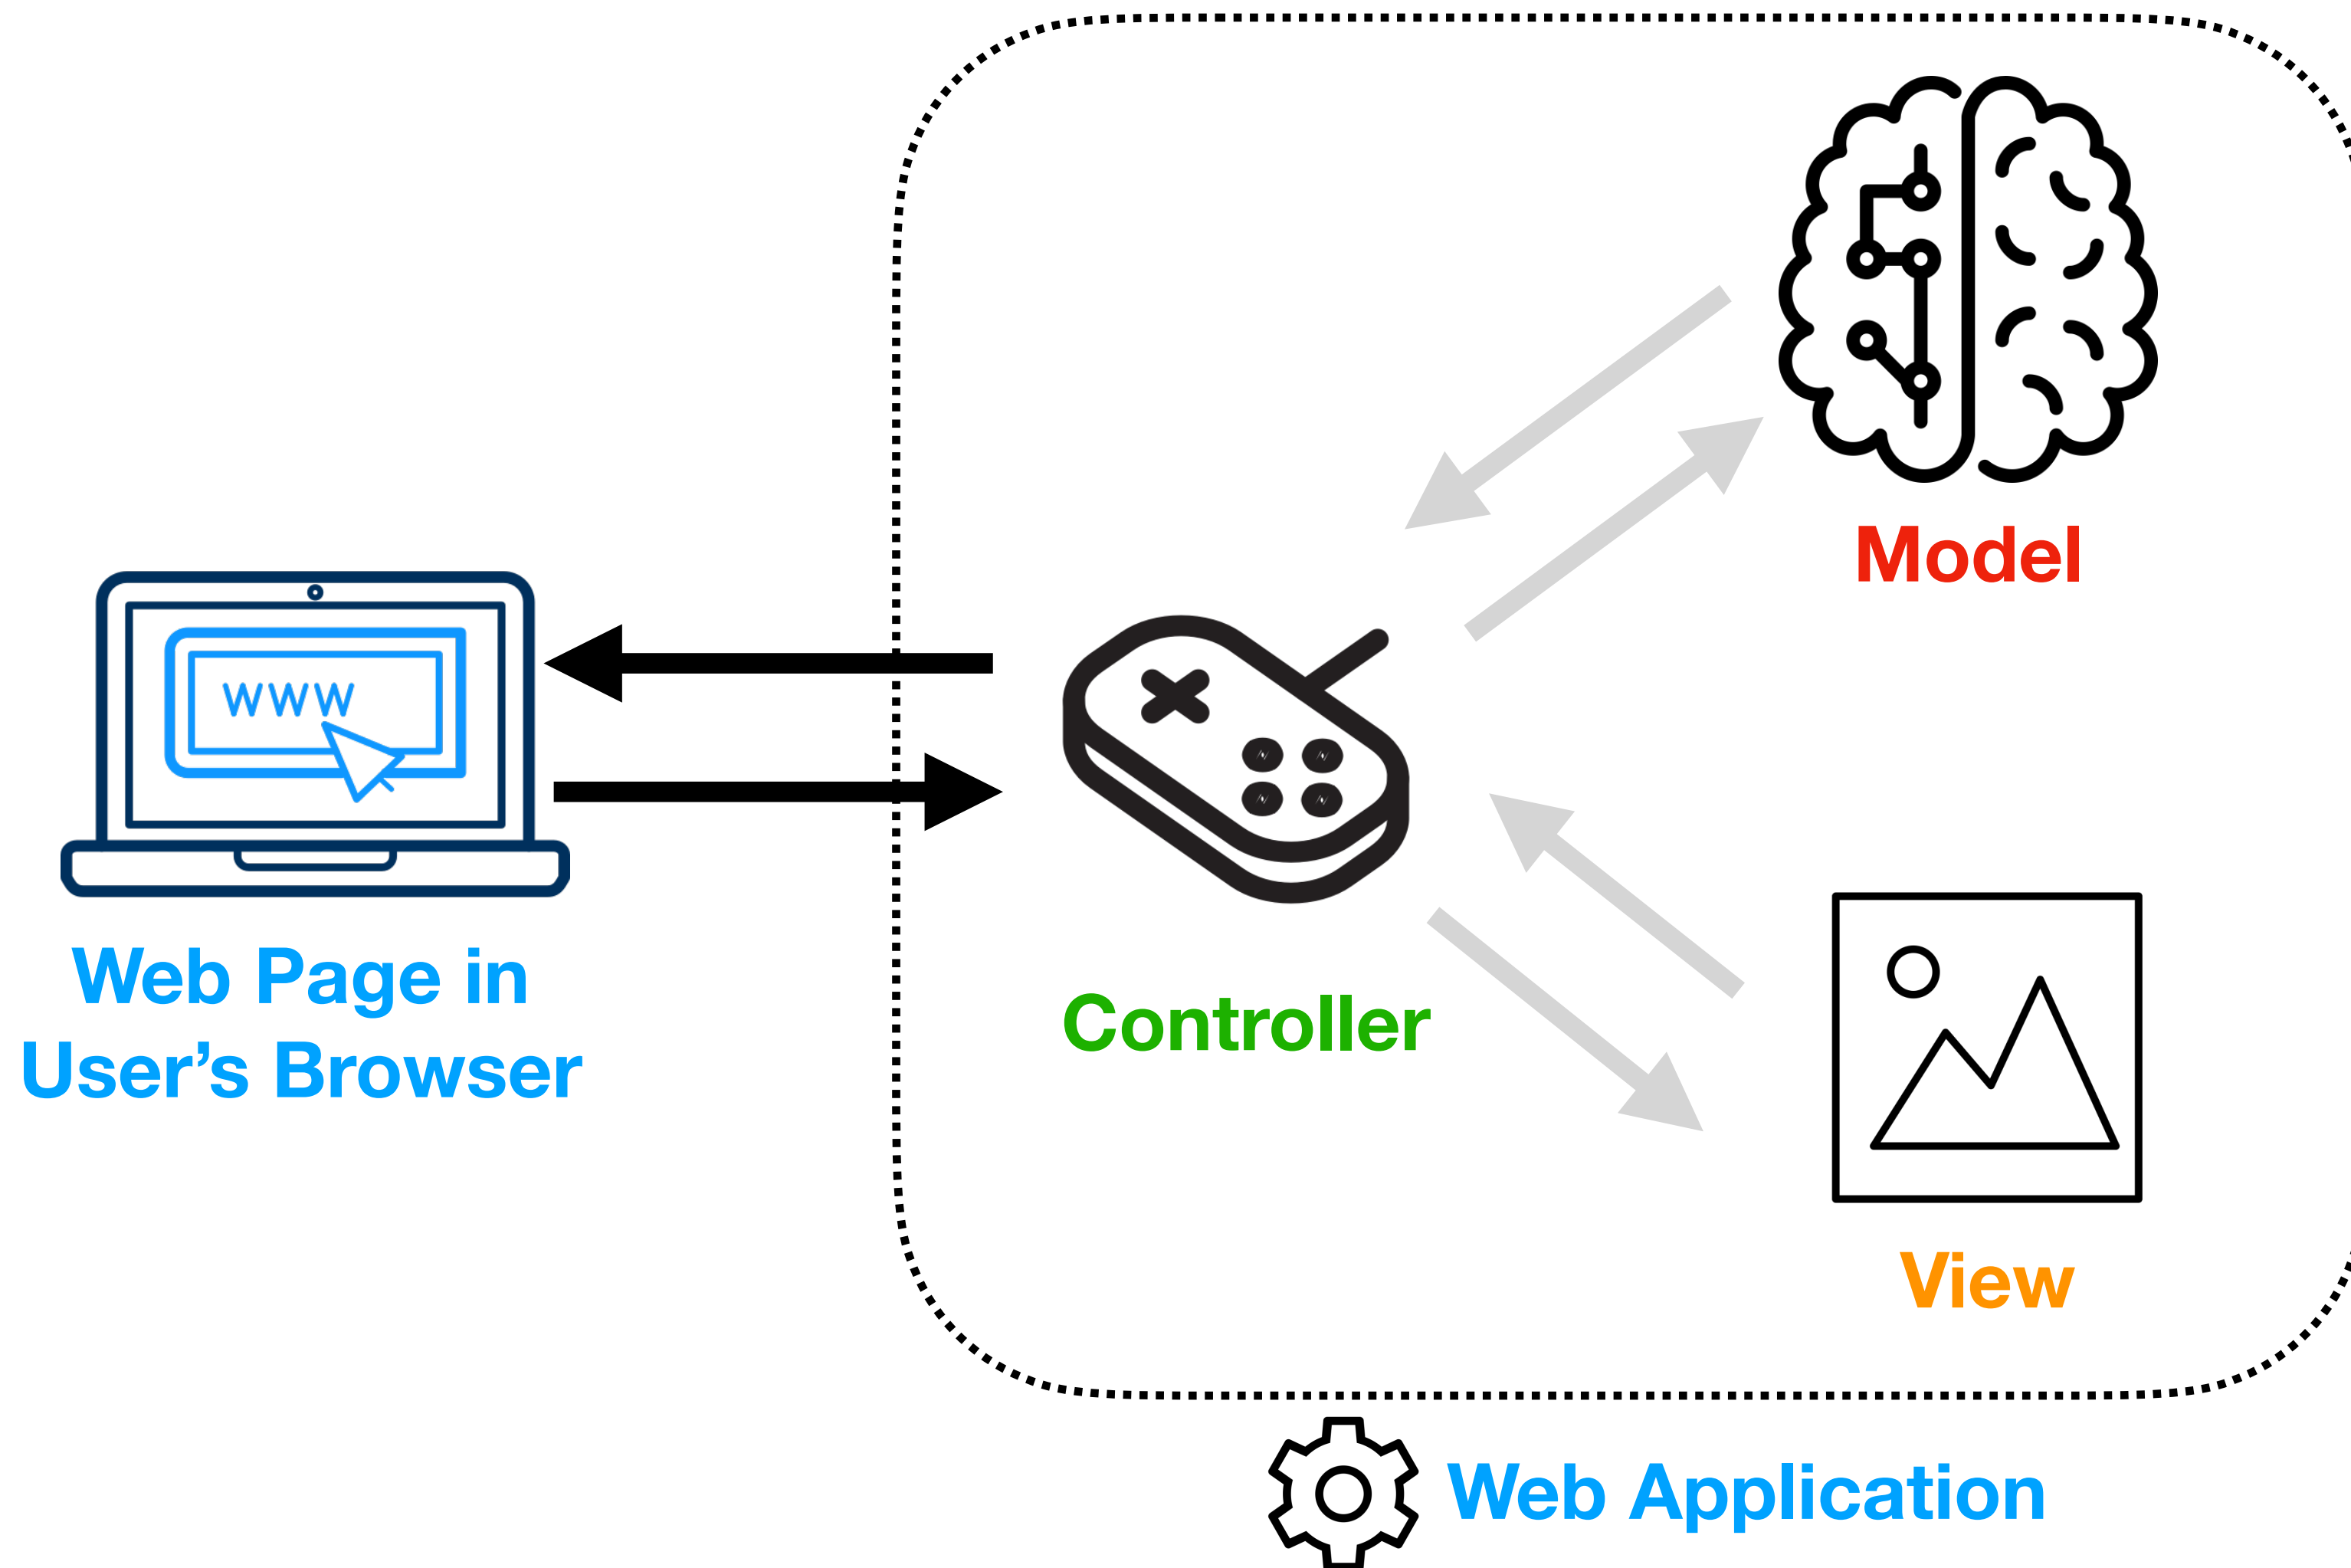 WWW
Model
Web Page in
User’s Browser
Controller
View
Web Application